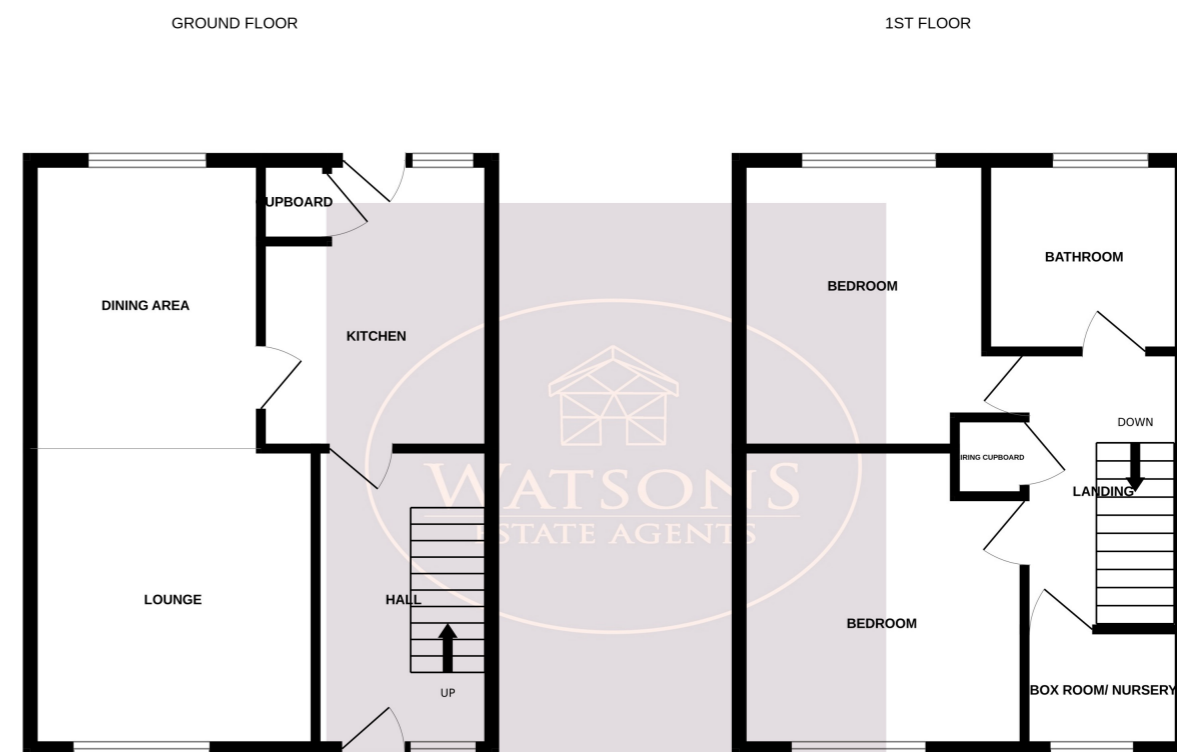 GROUND FLOOR
1ST FLOOR
UPBOARD
DINING AREA
KITCHEN
LOUNGE
HALL
UP
BEDROOM
BATHROOM
DOWN
IRING CUPBOARD
LANDING
BEDROOM
BOX ROOM/ NURSERY
WATSONS
ESTATE AGENTS